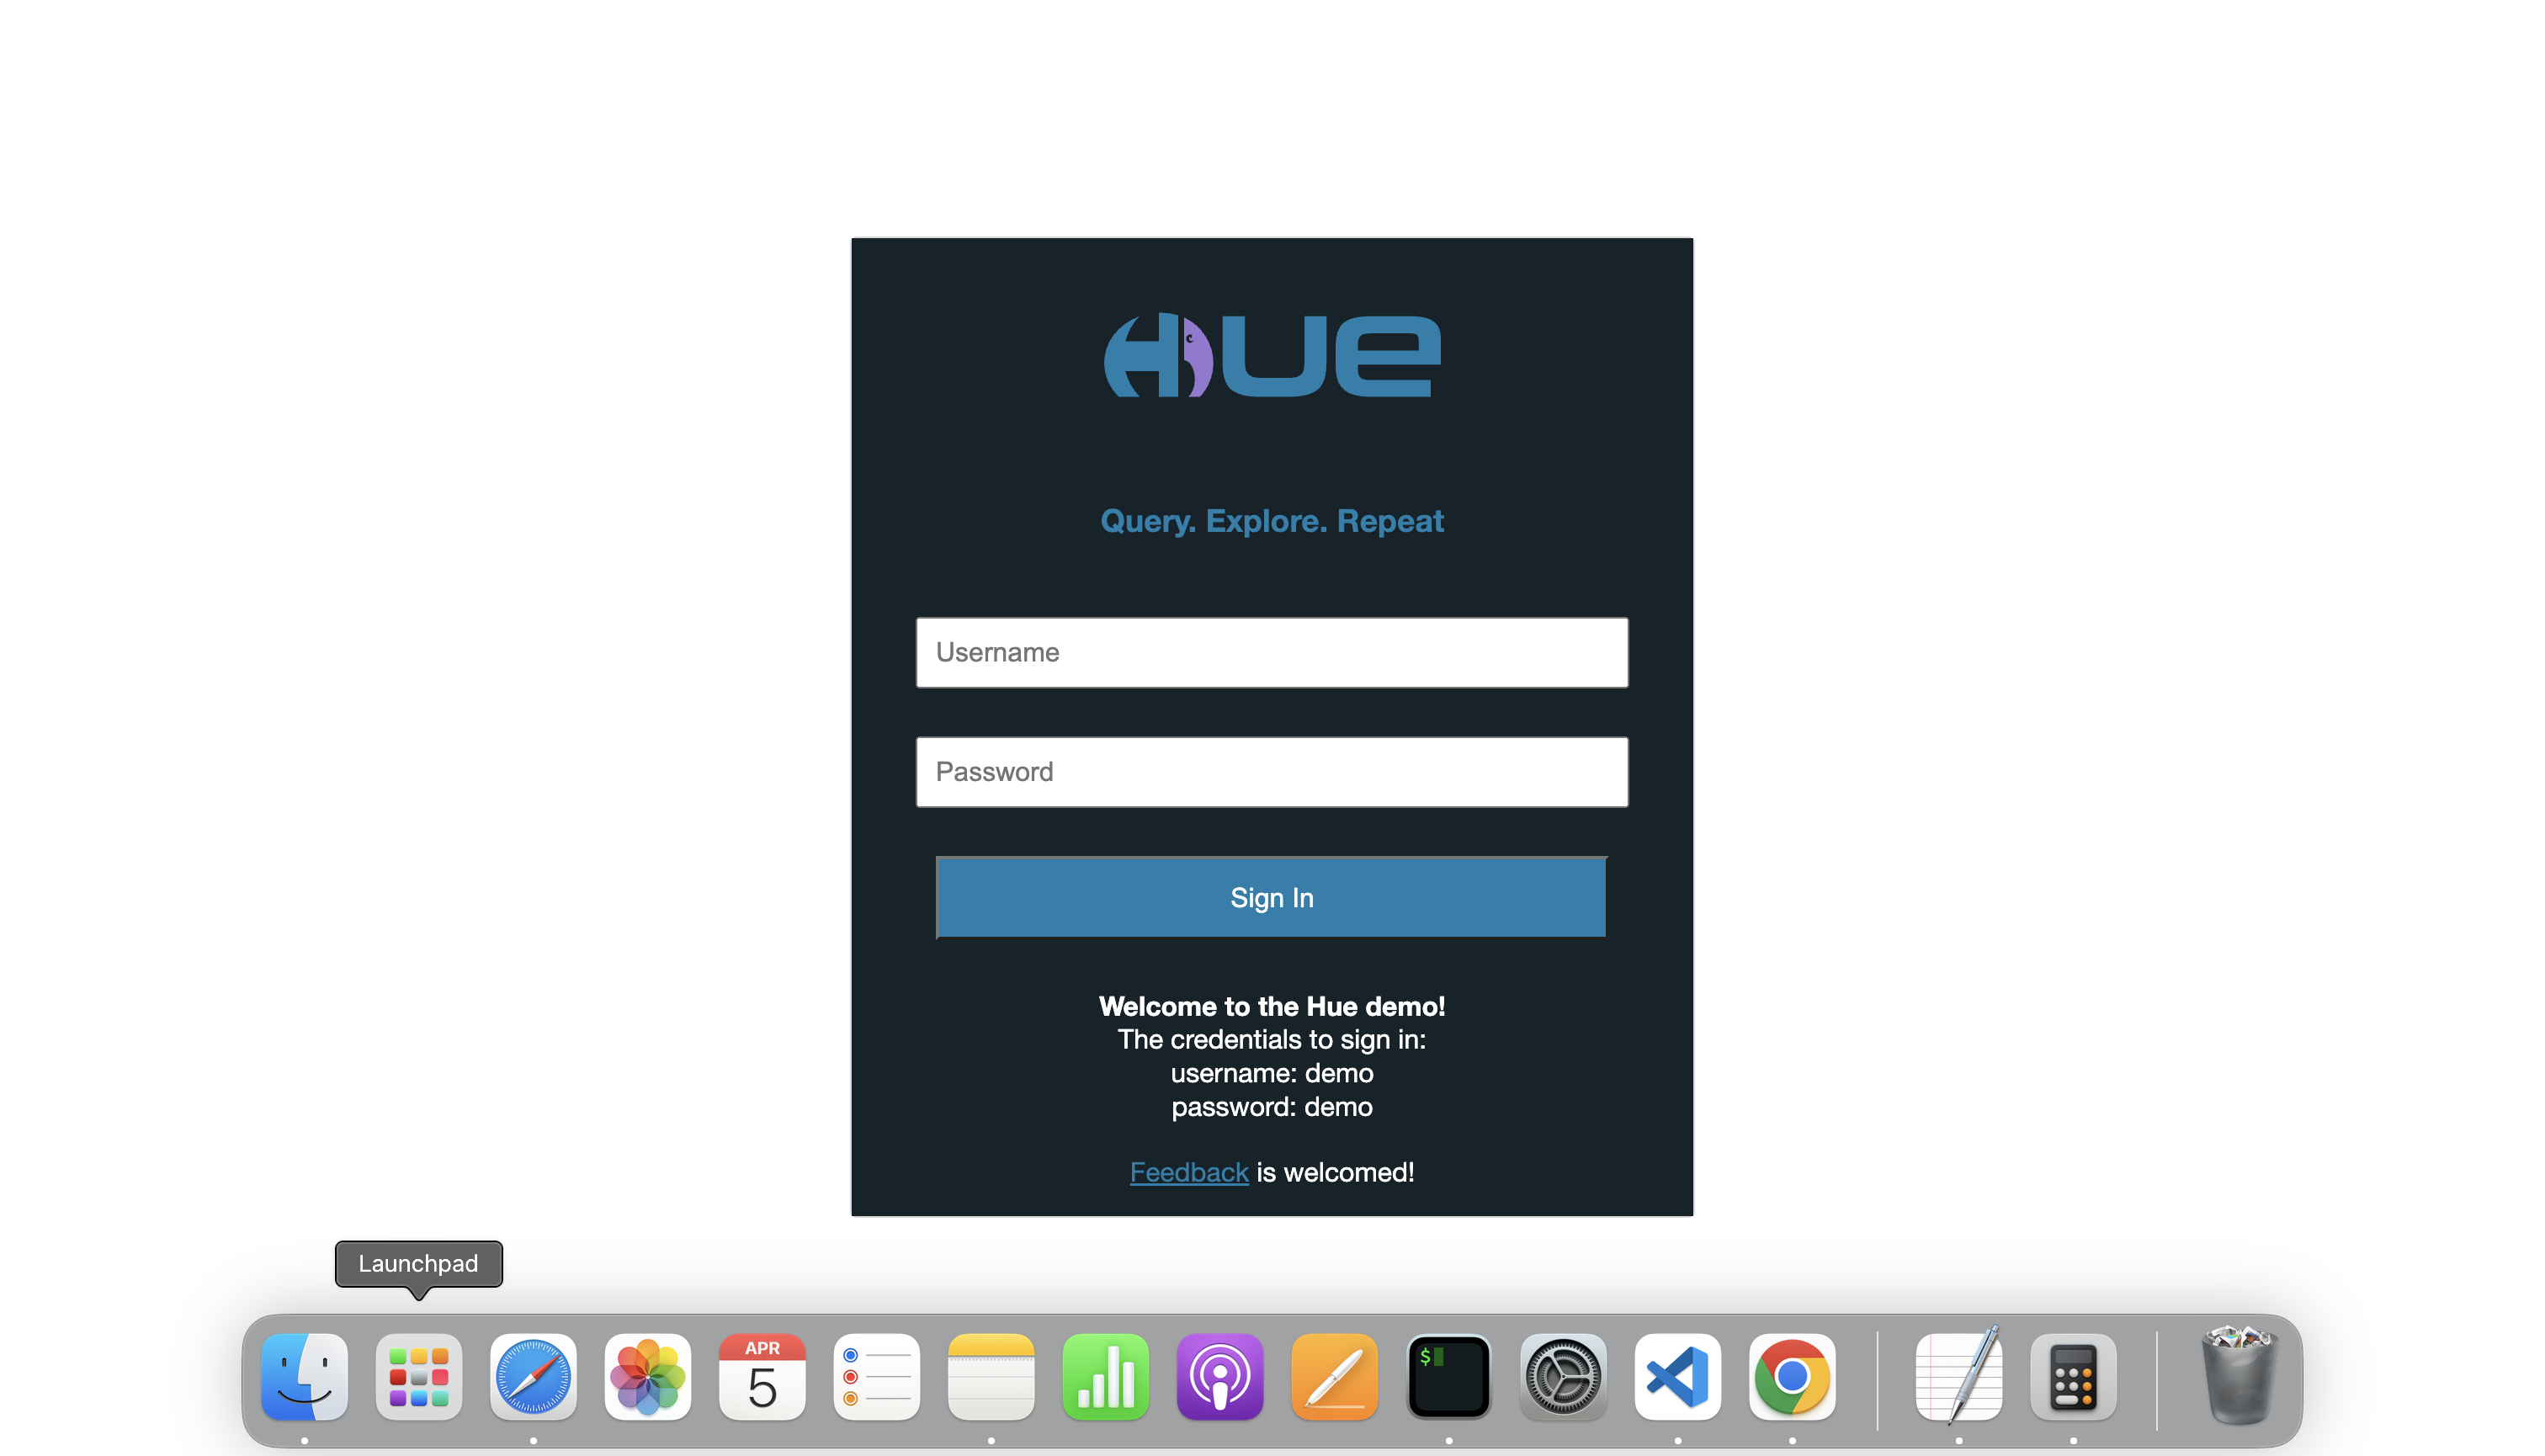 HUE
Query. Explore. Repeat
Username
Password
Sign In
Welcome to the Hue demo!
The credentials to sign in:
username: demo
password: demo
Feedback is welcomed!
Launchpad
APR
5
$